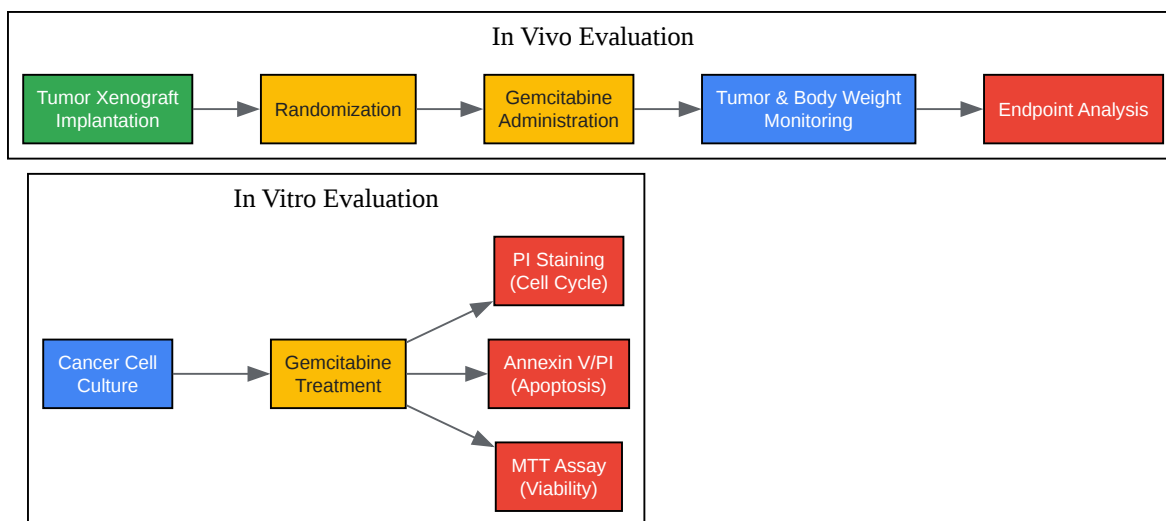 In Vivo Evaluation
Tumor Xenograft
Implantation
Randomization
Gemcitabine
Administration
Tumor & Body Weight
Monitoring
Endpoint Analysis
In Vitro Evaluation
Cancer Cell
Culture
Gemcitabine
Treatment
PI Staining
(Cell Cycle)
Annexin V/PI
(Apoptosis)
MTT Assay
(Viability)